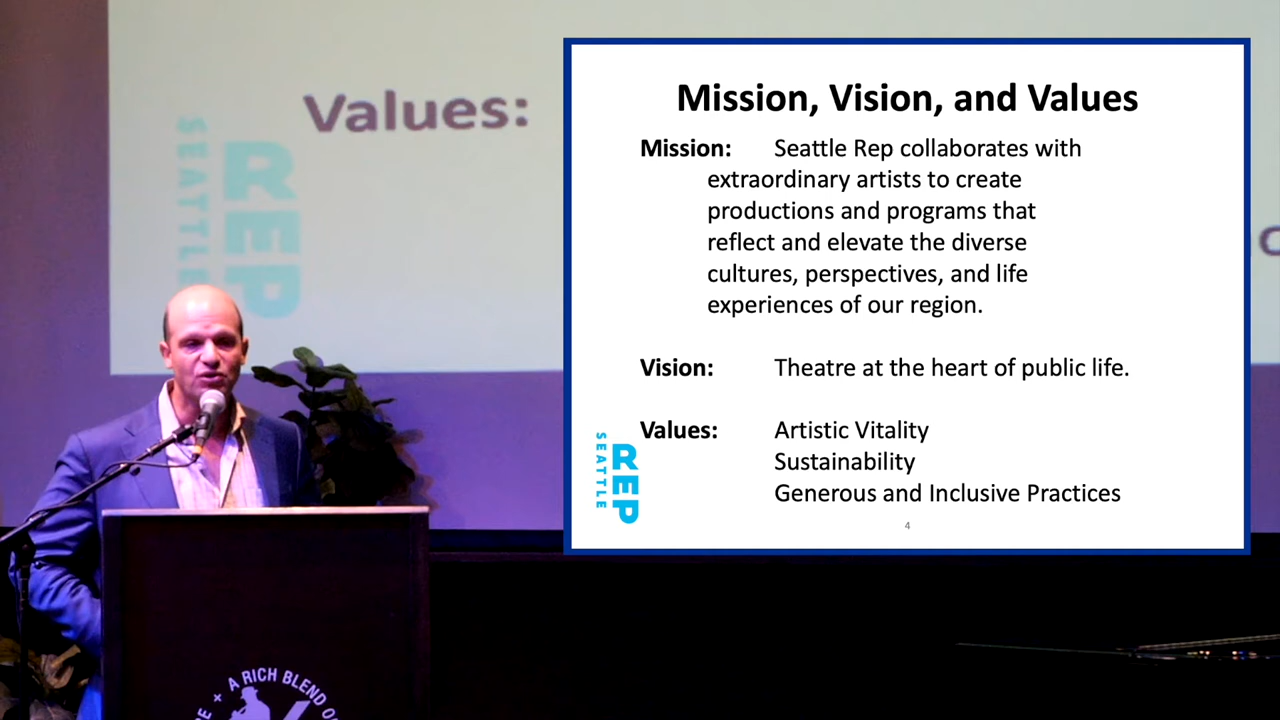 Values:
SEATTLE
REP
Mission, Vision, and Values
Mission: Seattle Rep collaborates with
extraordinary artists to create
productions and programs that
reflect and elevate the diverse
cultures, perspectives, and life
experiences of our region.
Vision: Theatre at the heart of public life.
Values: Artistic Vitality
Sustainability
Generous and Inclusive Practices
SEATTLE
REP
4
+ A RICH BLEND